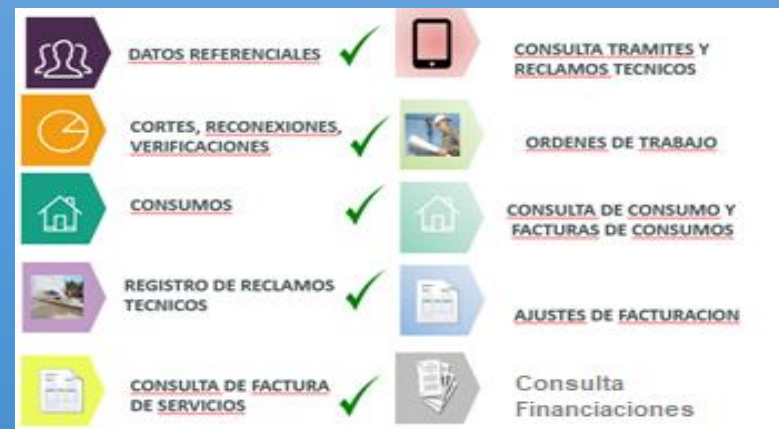 DATOS REFERENCIALES
CORTES, RECONEXIONES,
VERIFICACIONES
CONSUMOS
REGISTRO DE RECLAMOS
TECNICOS
CONSULTA DE FACTURA
DE SERVICIOS
CONSULTA TRAMITES Y
RECLAMOS TECNICOS
ORDENES DE TRABAJO
CONSULTA DE CONSUMO Y
FACTURAS DE CONSUMOS
AJUSTES DE FACTURACION
Consulta
Financiaciones